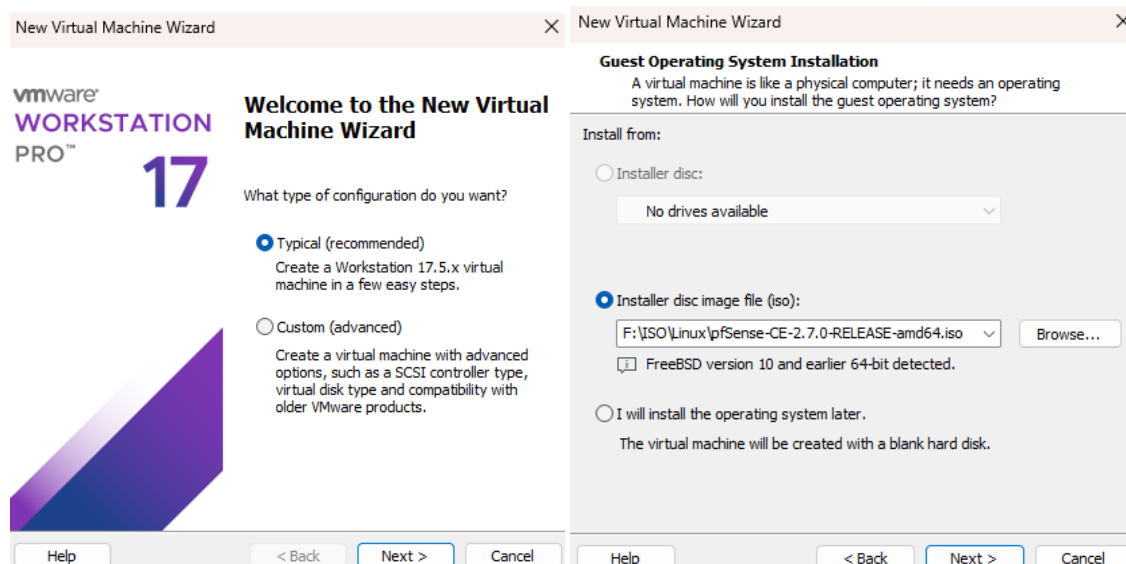 New Virtual Machine Wizard
vmware
WORKSTATION
PRO™
17
Welcome to the New Virtual
Machine Wizard
What type of configuration do you want?
Typical (recommended)
Create a Workstation 17.5.x virtual
machine in a few easy steps.
Custom (advanced)
Create a virtual machine with advanced
options, such as a SCSI controller type,
virtual disk type and compatibility with
older VMware products.
Help
< Back
Next >
Cancel
New Virtual Machine Wizard
Guest Operating System Installation
A virtual machine is like a physical computer; it needs an operating
system. How will you install the guest operating system?
Install from:
Installer disc:
No drives available
Installer disc image file (iso):
F:\ISO\Linux\pfSense-CE-2.7.0-RELEASE-amd64.iso
Browse...
FreeBSD version 10 and earlier 64-bit detected.
I will install the operating system later.
The virtual machine will be created with a blank hard disk.
Help
< Back
Next >
Cancel